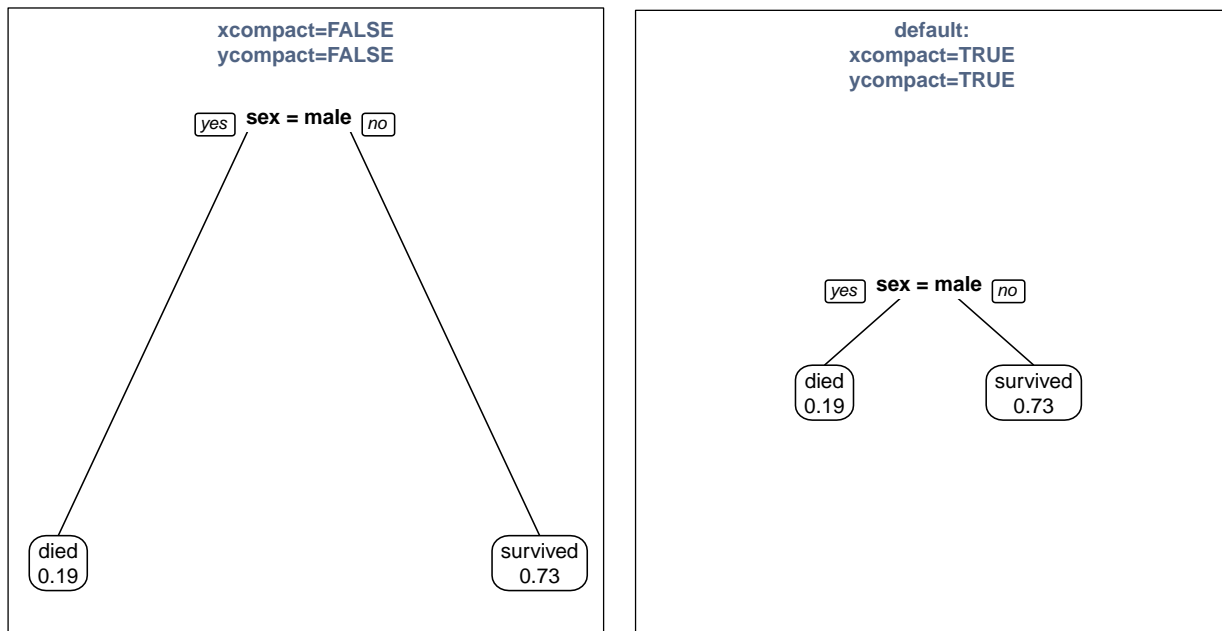 xcompact=FALSE
ycompact=FALSE
yes sex = male no
died
0.19
survived
0.73
default:
xcompact=TRUE
ycompact=TRUE
yes sex = male no
died
0.19
survived
0.73